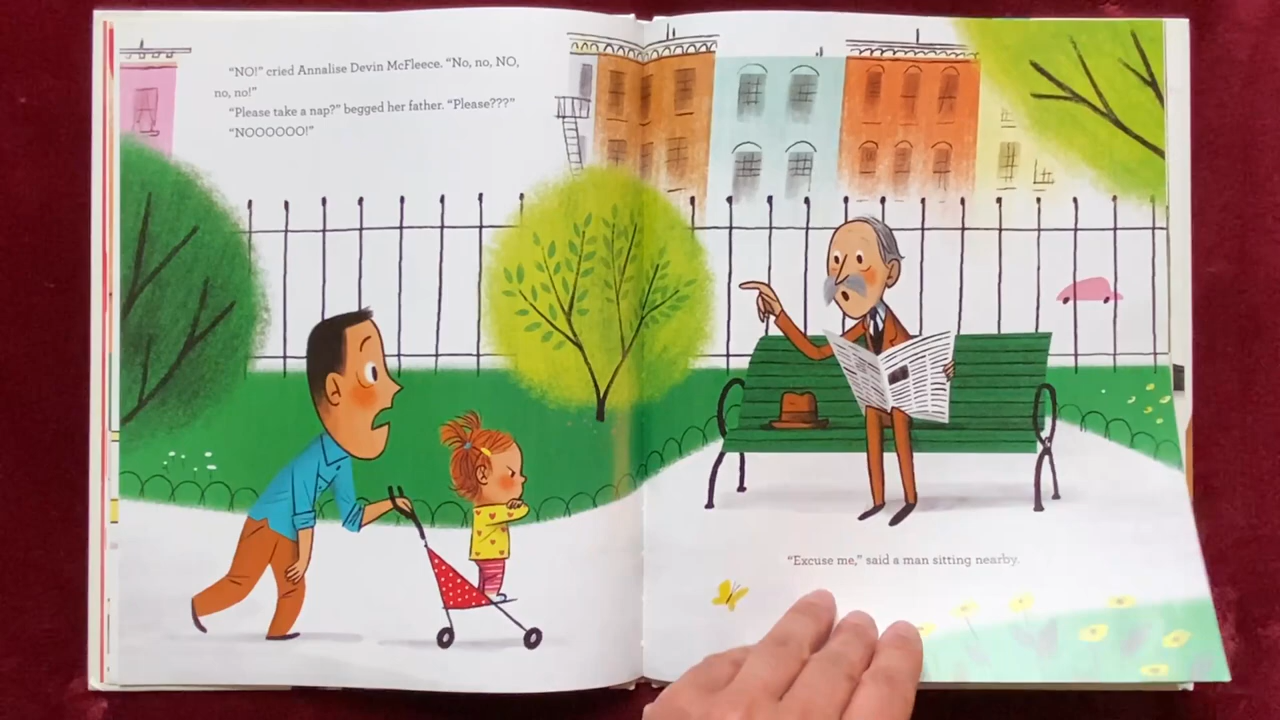 “NO!” cried Annalise Devin McFleece. “No, no, NO,
no, no!”
“Please take a nap?” begged her father. “Please???”
“NOOOOOO!”
“Excuse me,” said a man sitting nearby.